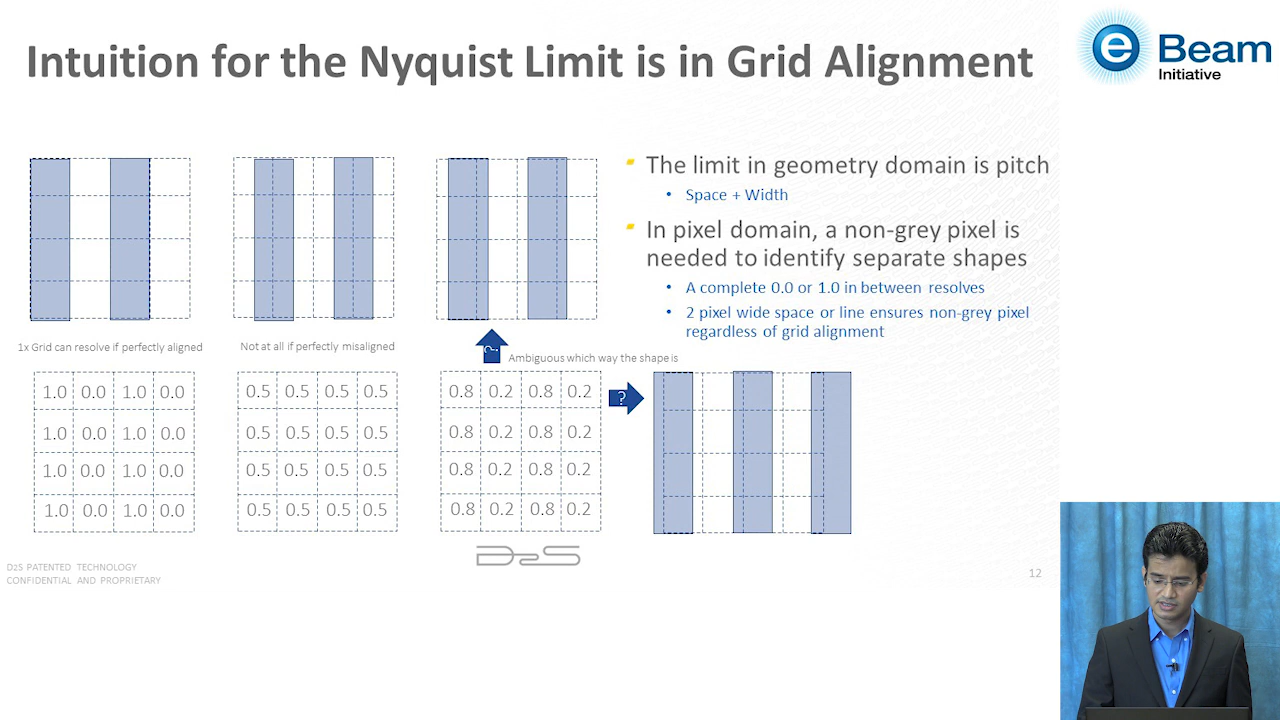 Intuition for the Nyquist Limit is in Grid Alignment
e Beam
Initiative
The limit in geometry domain is pitch
Space + Width
In pixel domain, a non-grey pixel is
needed to identify separate shapes
A complete 0.0 or 1.0 in between resolves
2 pixel wide space or line ensures non-grey pixel
regardless of grid alignment
1x Grid can resolve if perfectly aligned
Not at all if perfectly misaligned
?
Ambiguous which way the shape is
1.0 0.0 1.0 0.0
1.0 0.0 1.0 0.0
1.0 0.0 1.0 0.0
1.0 0.0 1.0 0.0
0.5 0.5 0.5 0.5
0.5 0.5 0.5 0.5
0.5 0.5 0.5 0.5
0.5 0.5 0.5 0.5
0.8 0.2 0.8 0.2
0.8 0.2 0.8 0.2
0.8 0.2 0.8 0.2
0.8 0.2 0.8 0.2
?
D2S
D2S PATENTED TECHNOLOGY
CONFIDENTIAL AND PROPRIETARY
12